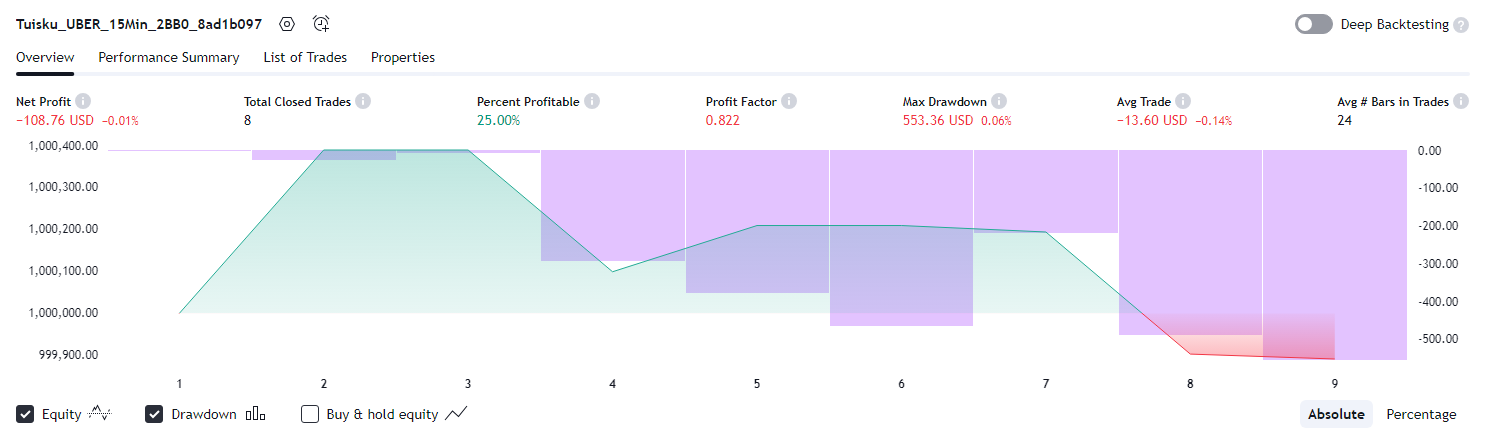 Tuisku_UBER_15Min_2BB0_8ad1b097
Deep Backtesting
Overview Performance Summary List of Trades Properties
Net Profit Total Closed Trades Percent Profitable Profit Factor Max Drawdown Avg Trade Avg # Bars in Trades
−108.76 USD −0.01% 8 25.00% 0.822 553.36 USD 0.06% −13.60 USD −0.14% 24
1,000,400.00 0.00
1,000,300.00 -100.00
1,000,200.00 -200.00
1,000,100.00 -300.00
1,000,000.00 -400.00
999,900.00 -500.00
1 2 3 4 5 6 7 8 9
Equity Drawdown Buy & hold equity Absolute Percentage